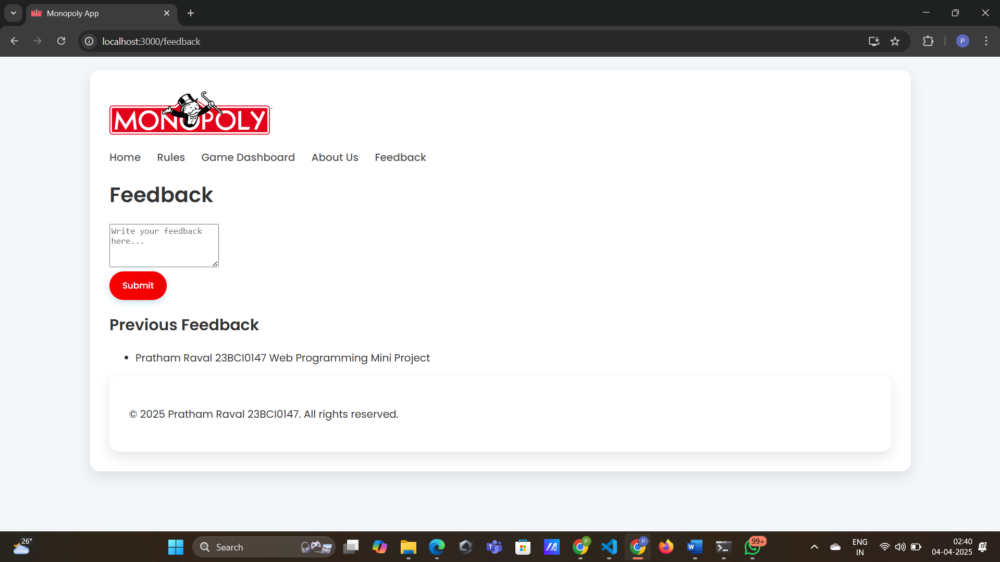 Monopoly App
localhost:3000/feedback
P
MONOPOLY
Home Rules Game Dashboard About Us Feedback
Feedback
Write your feedback
here...
Submit
Previous Feedback
Pratham Raval 23BCI0147 Web Programming Mini Project
© 2025 Pratham Raval 23BCI0147. All rights reserved.
26°
Search
T
P
P
W
99+
ENG
IN
02:40
04-04-2025